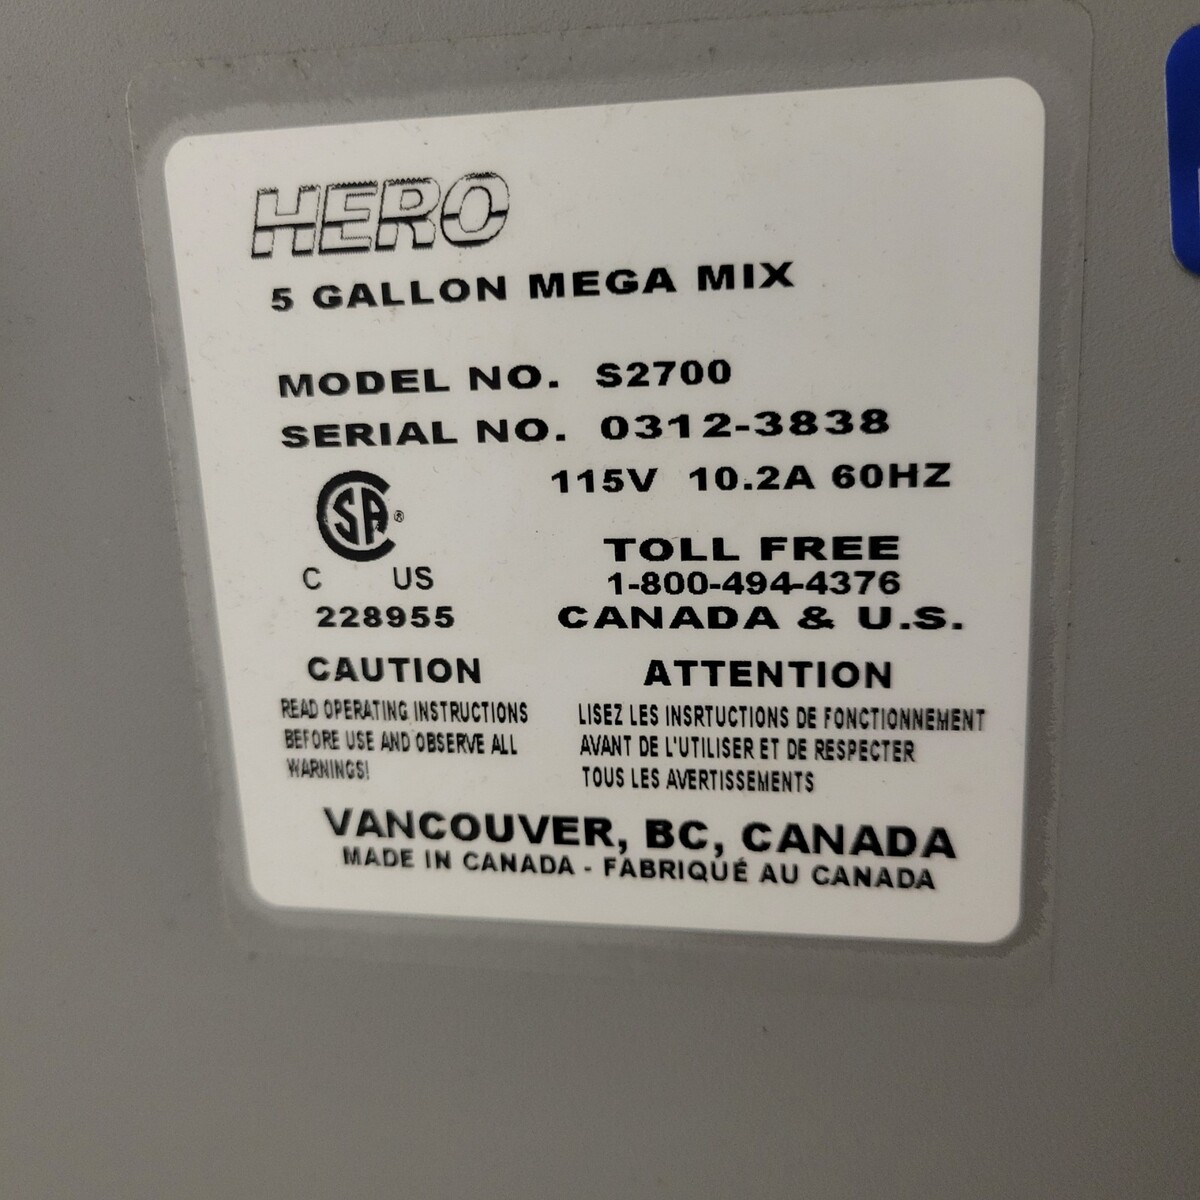 HERO
5 GALLON MEGA MIX
MODEL NO. S2700
SERIAL NO. 0312-3838
115V 10.2A 60HZ
CSA®
C US
228955
TOLL FREE
1-800-494-4376
CANADA & U.S.
CAUTION
READ OPERATING INSTRUCTIONS
BEFORE USE AND OBSERVE ALL
WARNINGS!
ATTENTION
LISEZ LES INSRTUCTIONS DE FONCTIONNEMENT
AVANT DE L'UTILISER ET DE RESPECTER
TOUS LES AVERTISSEMENTS
VANCOUVER, BC, CANADA
MADE IN CANADA - FABRIQUÉ AU CANADA